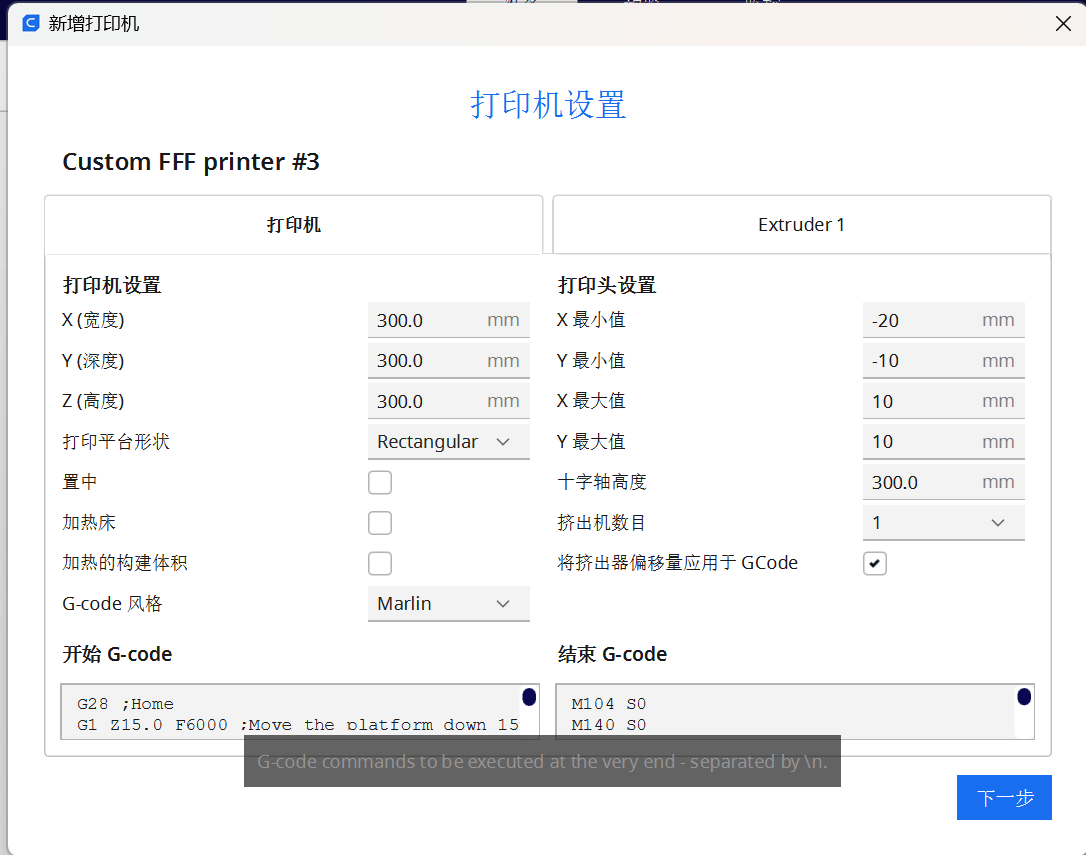 新增打印机
打印机设置
Custom FFF printer #3
打印机
Extruder 1
打印机设置
X (宽度) 300.0 mm
Y (深度) 300.0 mm
Z (高度) 300.0 mm
打印平台形状 Rectangular
置中
加热床
加热的构建体积
G-code 风格 Marlin
打印头设置
X 最小值 -20 mm
Y 最小值 -10 mm
X 最大值 10 mm
Y 最大值 10 mm
十字轴高度 300.0 mm
挤出机数目 1
将挤出器偏移量应用于 GCode
开始 G-code
G28 ;Home
G1 Z15.0 F6000 ;Move the platform down 15
结束 G-code
M104 S0
M140 S0
G-code commands to be executed at the very end - separated by \n.
下一步